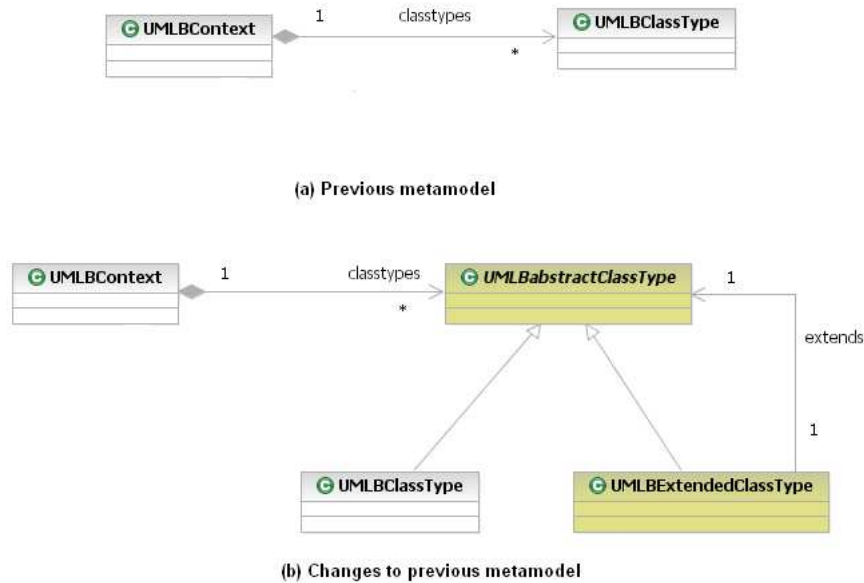 UMLBContext
1
classtypes
*
UMLBClassType
(a) Previous metamodel
UMLBContext
1
classtypes
*
UMLBabstractClassType
1
extends
1
UMLBClassType
UMLBExtendedClassType
(b) Changes to previous metamodel